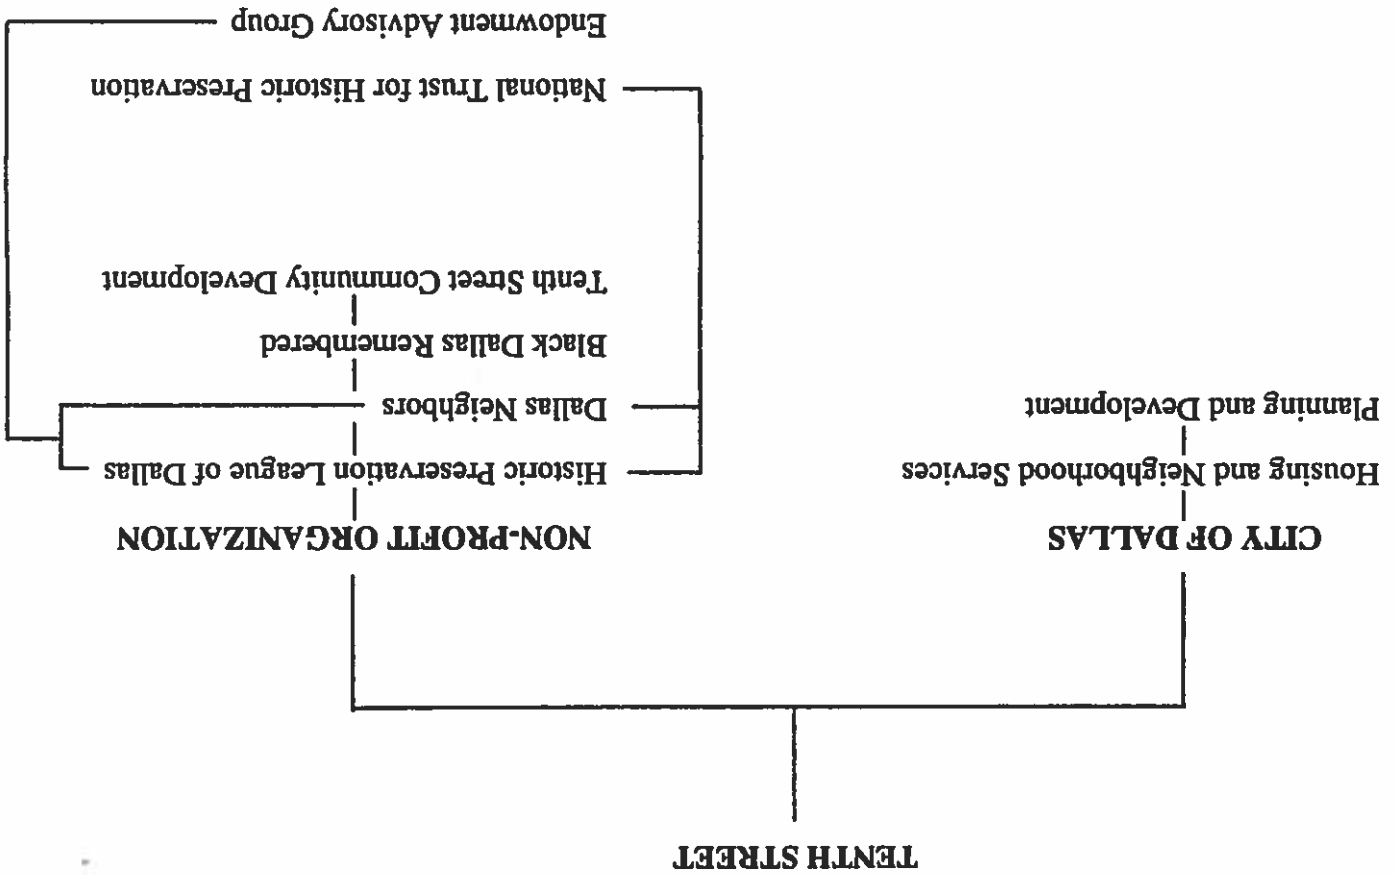 TENTH STREET
CITY OF DALLAS
Housing and Neighborhood Services
Planning and Development
NON-PROFIT ORGANIZATION
Historic Preservation League of Dallas
Dallas Neighbors
Black Dallas Remembered
Tenth Street Community Development
National Trust for Historic Preservation
Endowment Advisory Group